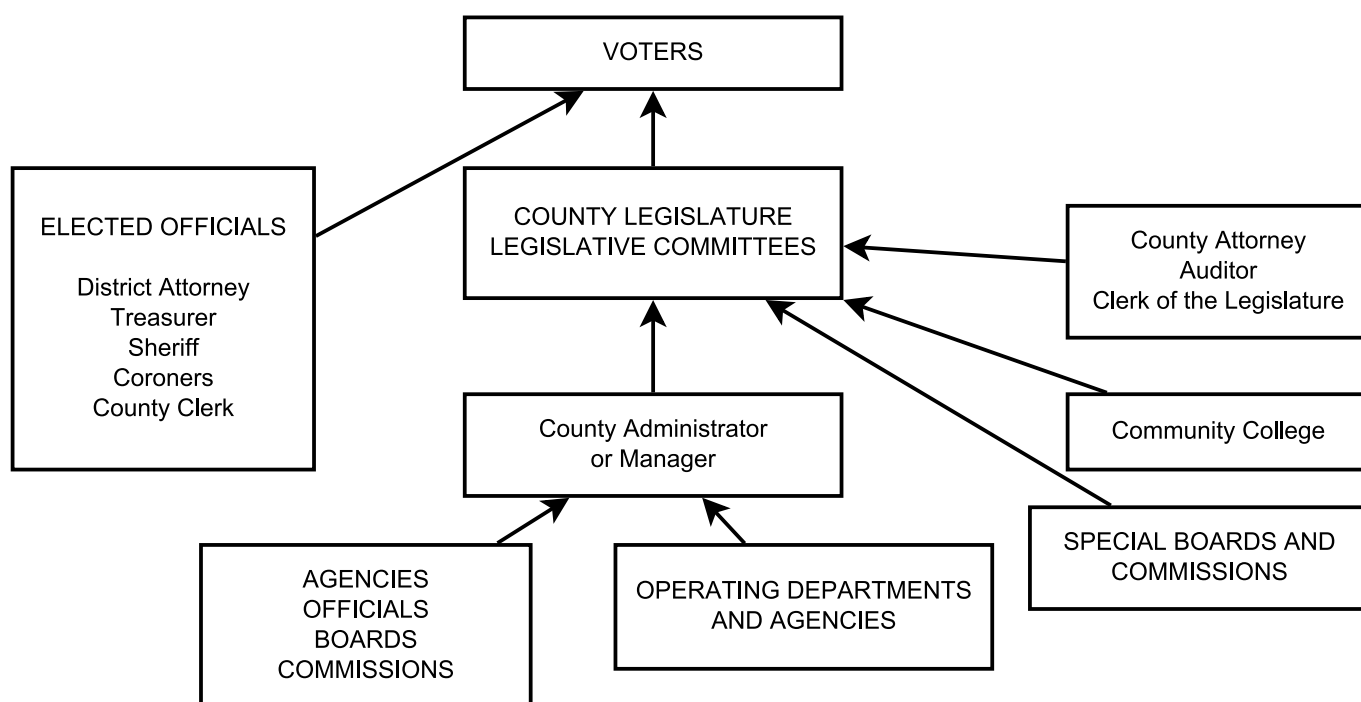 VOTERS
ELECTED OFFICIALS
District Attorney
Treasurer
Sheriff
Coroners
County Clerk
COUNTY LEGISLATURE
LEGISLATIVE COMMITTEES
County Attorney
Auditor
Clerk of the Legislature
County Administrator
or Manager
Community College
SPECIAL BOARDS AND
COMMISSIONS
AGENCIES
OFFICIALS
BOARDS
COMMISSIONS
OPERATING DEPARTMENTS
AND AGENCIES